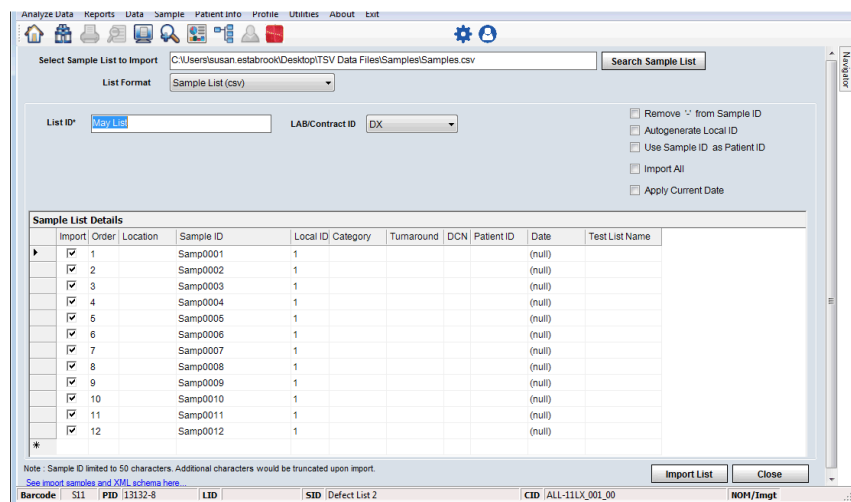 Analyze Data Reports Data Sample Patient Info Profile Utilities About Exit
Select Sample List to Import C:\Users\susan.estabrook\Desktop\TSV Data Files\Samples\Samples.csv Search Sample List
List Format Sample List (csv)
Navigator
List ID* May List LAB/Contract ID DX
Remove '-' from Sample ID
Autogenerate Local ID
Use Sample ID as Patient ID
Import All
Apply Current Date
Sample List Details
Import Order Location Sample ID Local ID Category Turnaround DCN Patient ID Date Test List Name
1 Samp0001 1 (null)
2 Samp0002 1 (null)
3 Samp0003 1 (null)
4 Samp0004 1 (null)
5 Samp0005 1 (null)
6 Samp0006 1 (null)
7 Samp0007 1 (null)
8 Samp0008 1 (null)
9 Samp0009 1 (null)
10 Samp0010 1 (null)
11 Samp0011 1 (null)
12 Samp0012 1 (null)
Note : Sample ID limited to 50 characters. Additional characters would be truncated upon import.
See import samples and XML schema here...
Import List Close
Barcode S11 PID 13132-8 LID SID Defect List 2 CID ALL-11LX_001_00 NOM/Imgt